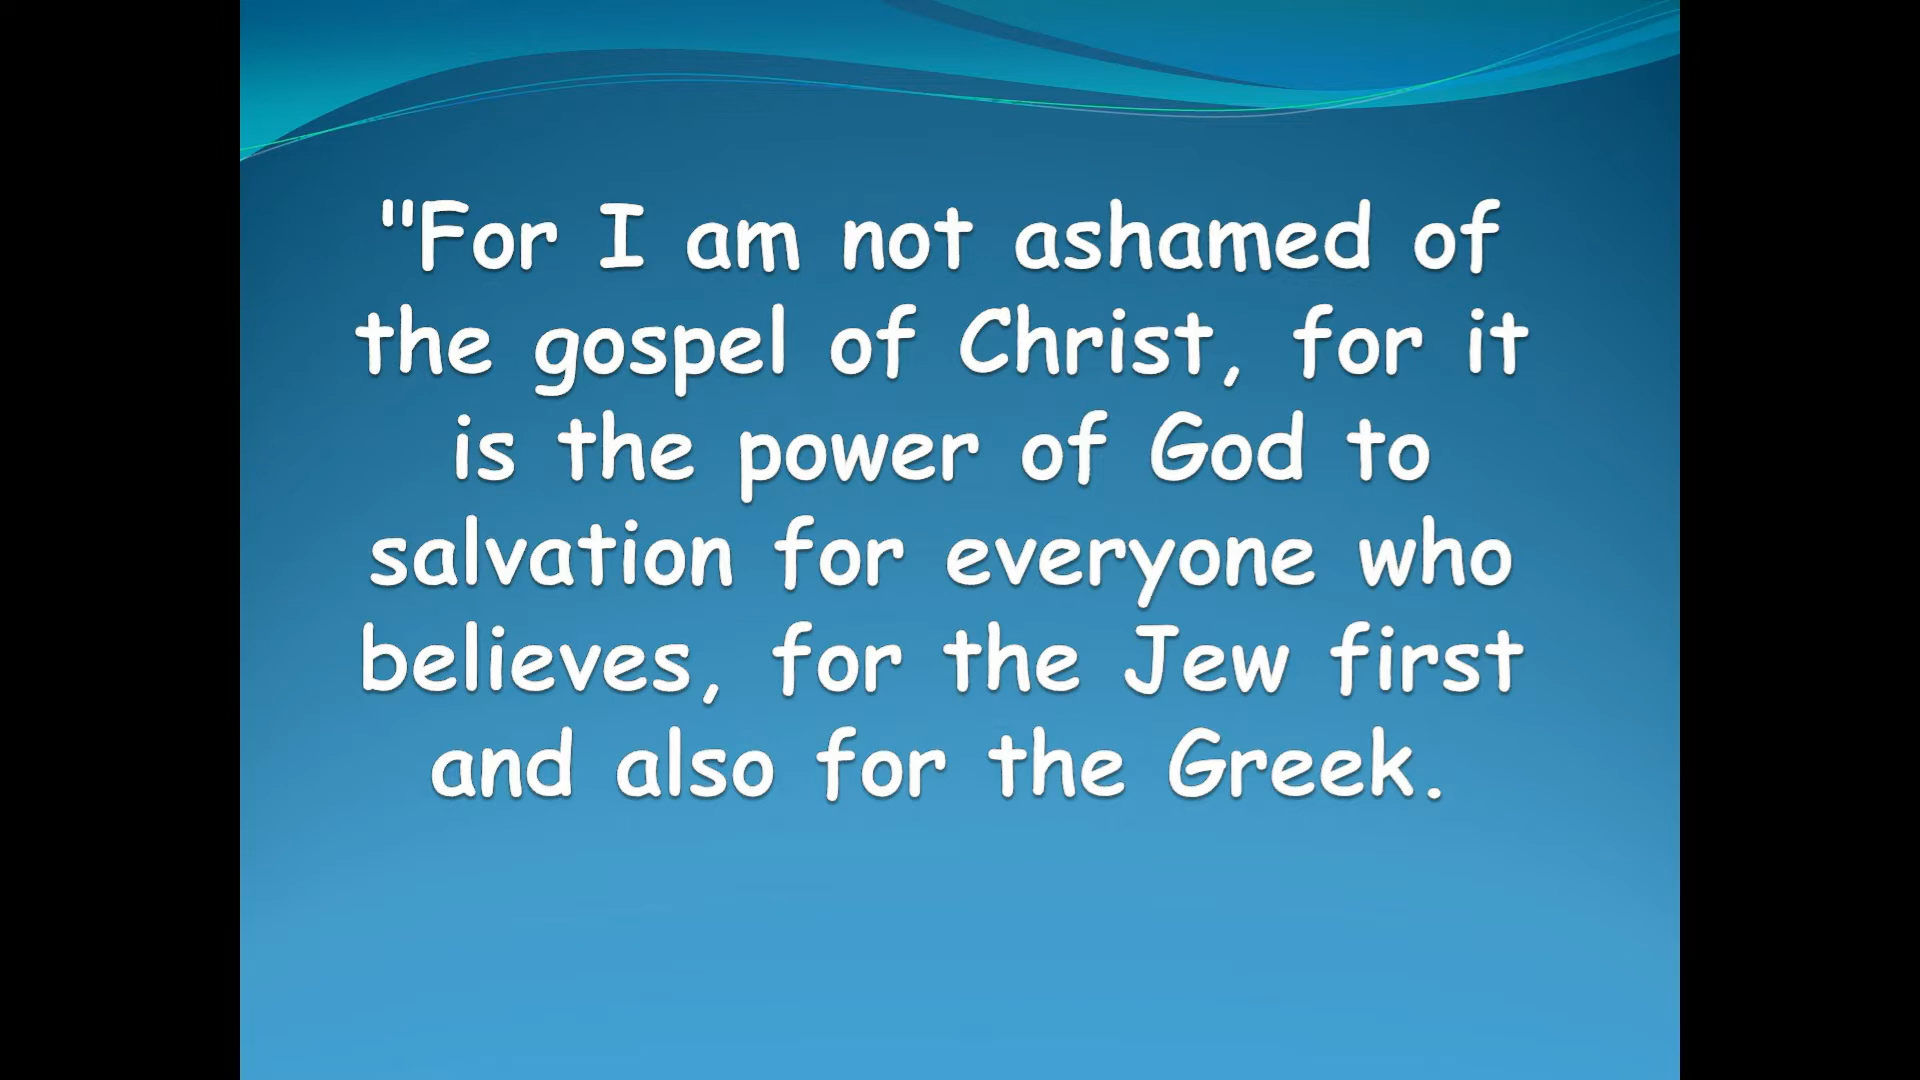 "For I am not ashamed of
the gospel of Christ, for it
is the power of God to
salvation for everyone who
believes, for the Jew first
and also for the Greek.